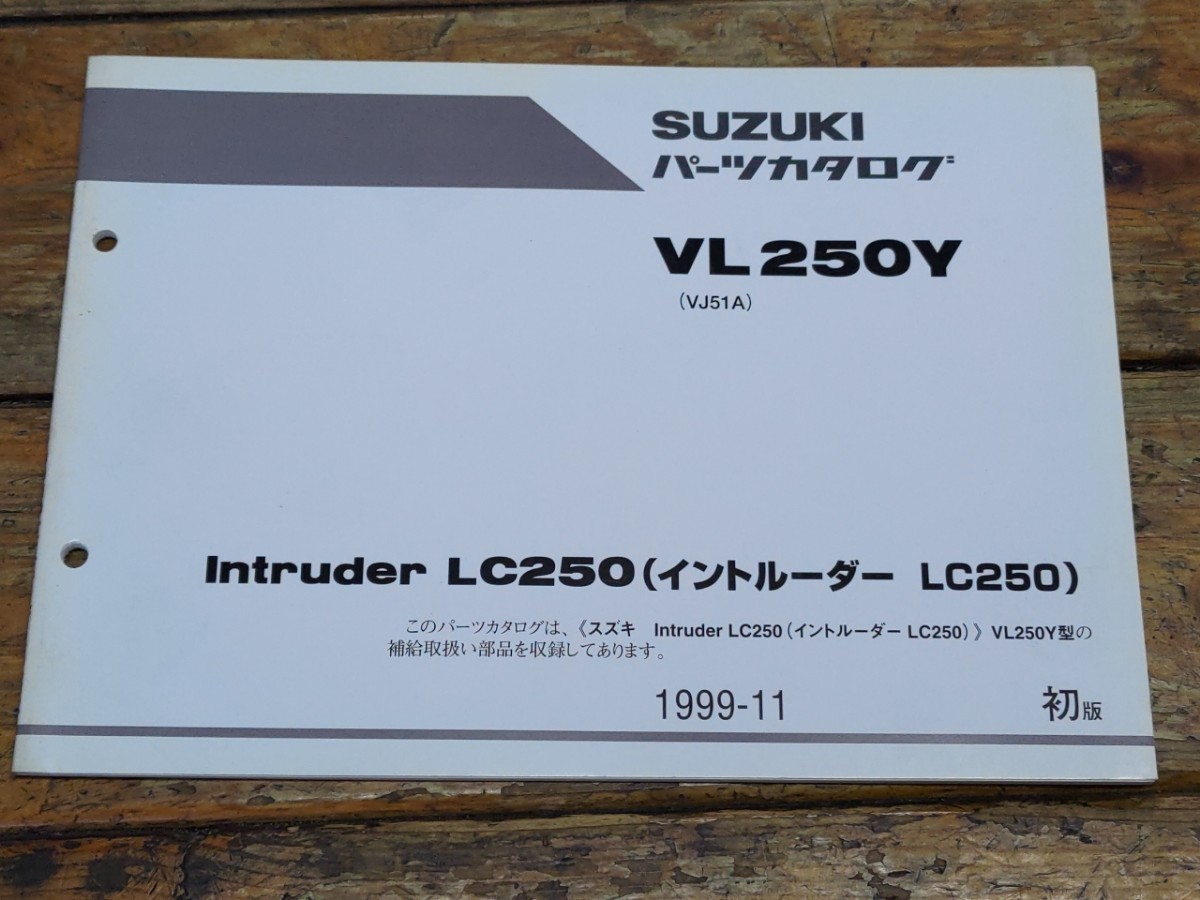 SUZUKI
パーツカタログ
VL250Y
(VJ51A)
Intruder LC250(イントルーダー LC250)
このパーツカタログは、《スズキ Intruder LC250(イントルーダー LC250)》VL250Y型の
補給取扱い部品を収録してあります。
1999-11 初版